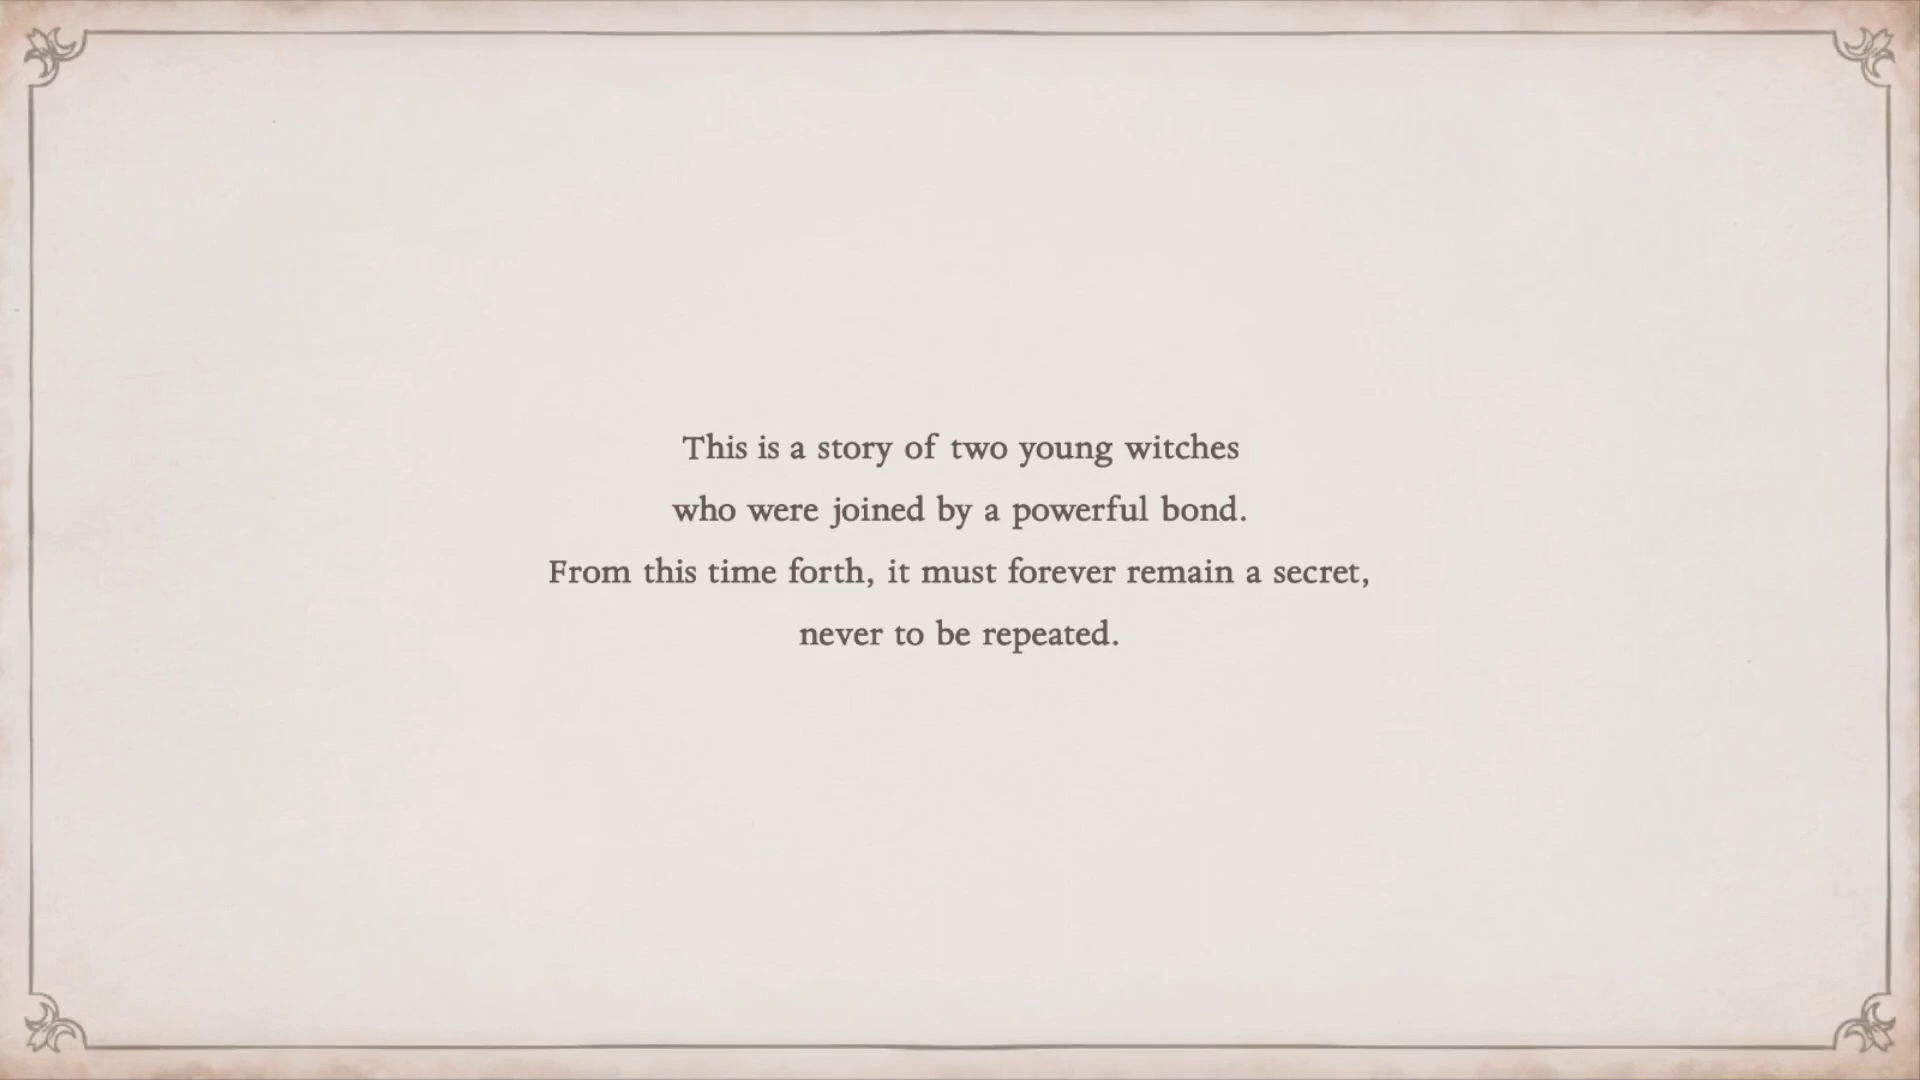 This is a story of two young witches
who were joined by a powerful bond.
From this time forth, it must forever remain a secret,
never to be repeated.